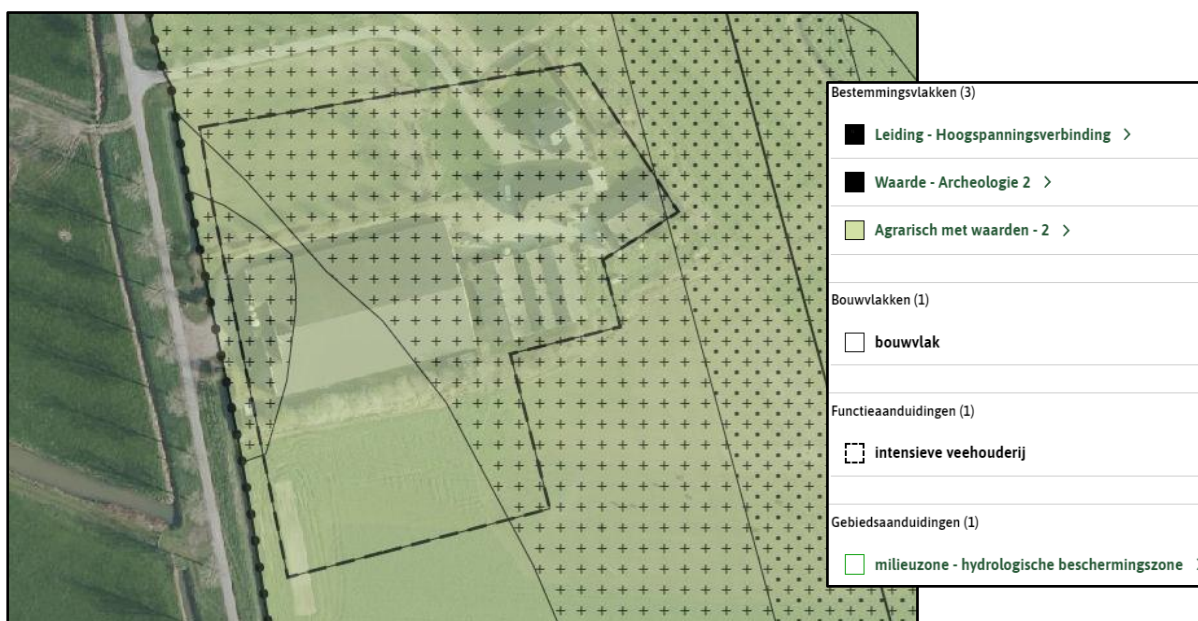 Bestemmingsvlakken (3)
Leiding - Hoogspanningsverbinding >
Waarde - Archeologie 2 >
Agrarisch met waarden - 2 >
Bouwvlakken (1)
bouwvlak
Functieaanduidingen (1)
intensieve veehouderij
Gebiedsaanduidingen (1)
milieuzone - hydrologische beschermingszone